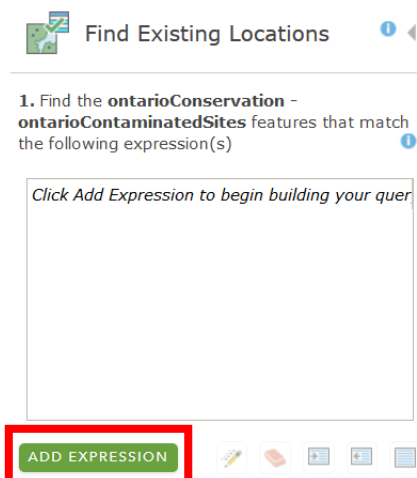 Find Existing Locations
1. Find the ontarioConservation -
ontarioContaminatedSites features that match
the following expression(s)
Click Add Expression to begin building your quer
ADD EXPRESSION